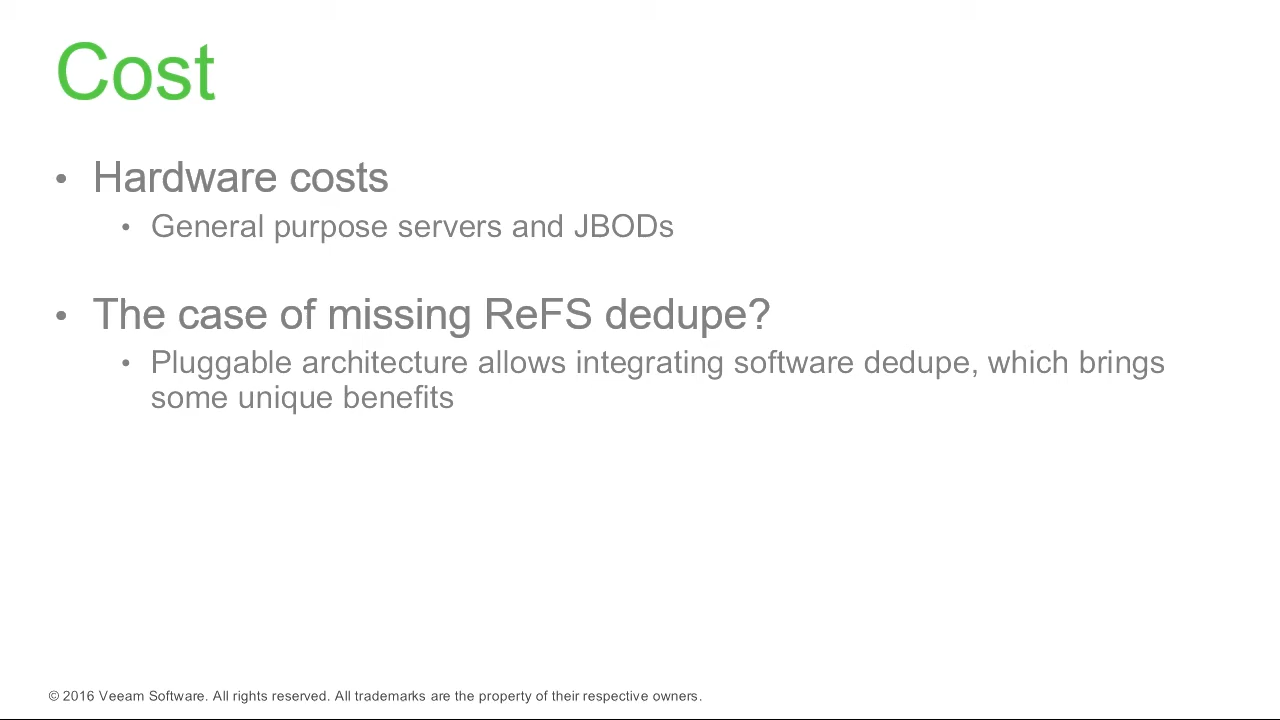 Cost
• Hardware costs
• General purpose servers and JBODs
• The case of missing ReFS dedupe?
• Pluggable architecture allows integrating software dedupe, which brings
some unique benefits
© 2016 Veeam Software. All rights reserved. All trademarks are the property of their respective owners.